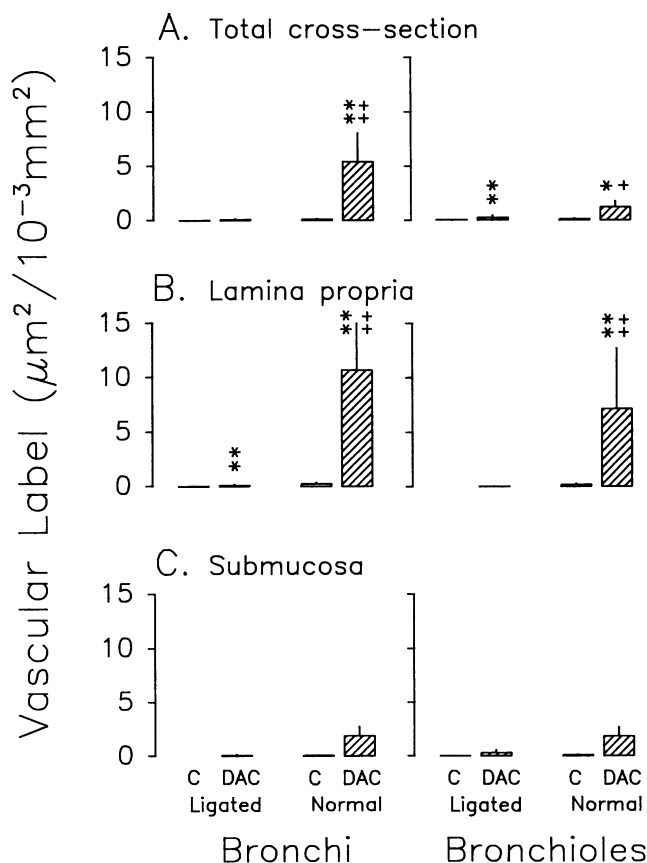 A. Total cross-section
15
10
5
0
** ++
**
* +
B. Lamina propria
15
10
5
0
**
** ++
** ++
C. Submucosa
15
10
5
0
C DAC C DAC C DAC C DAC
Ligated Normal Ligated Normal
Bronchi Bronchioles
Vascular Label (μm²/10⁻³mm²)